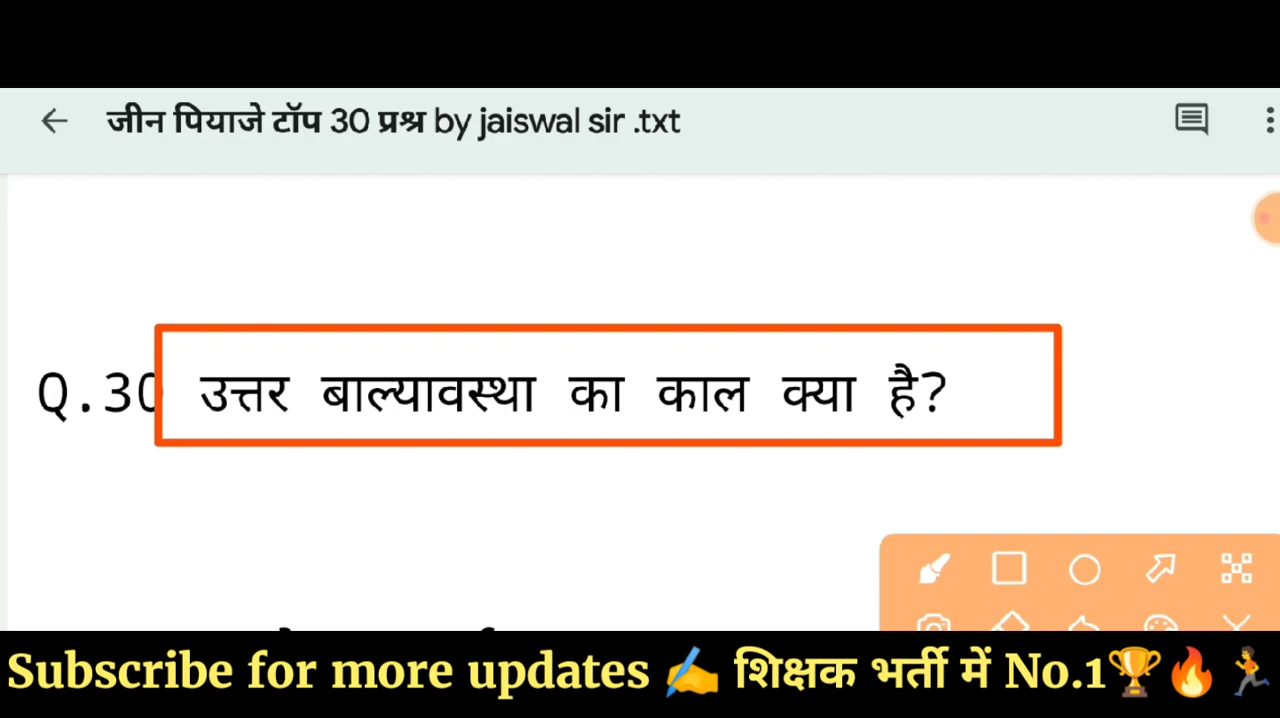 जीन पियाजे टॉप 30 प्रश्न by jaiswal sir .txt
Q.30 उत्तर बाल्यावस्था का काल क्या है?
Subscribe for more updates ✍️ शिक्षक भर्ती में No.1🏆🔥🏃